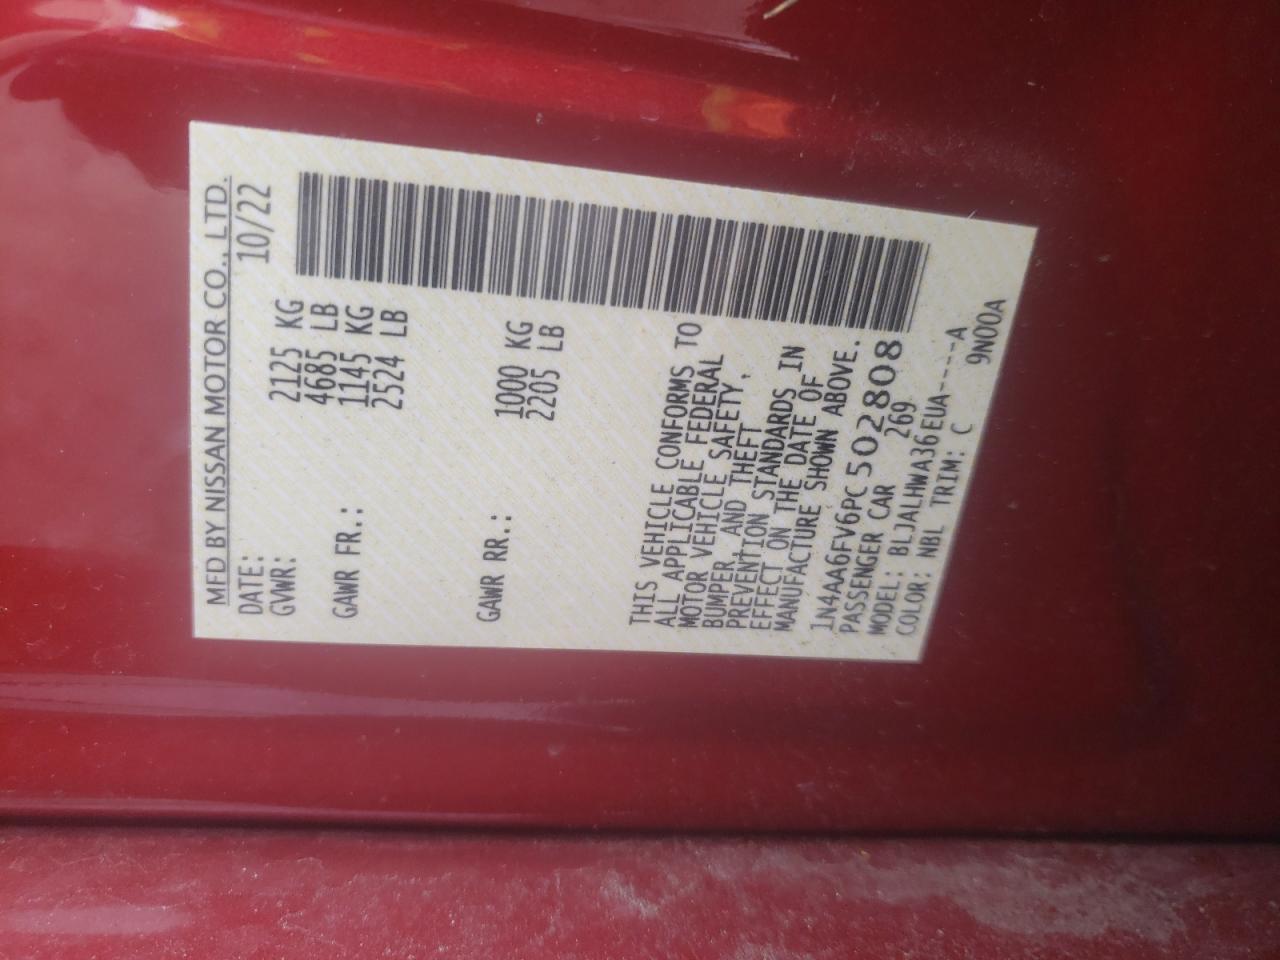 MFD BY NISSAN MOTOR CO., LTD.
DATE: 10/22
GVWR: 2125 KG
4685 LB
GAWR FR.: 1145 KG
2524 LB
GAWR RR.: 1000 KG
2205 LB
THIS VEHICLE CONFORMS TO
ALL APPLICABLE FEDERAL
MOTOR VEHICLE SAFETY,
BUMPER, AND THEFT
PREVENTION STANDARDS IN
EFFECT ON THE DATE OF
MANUFACTURE SHOWN ABOVE.
1N4AA6FV6PC502808
PASSENGER CAR 269
MODEL: BLJALHWA36EUA-----A
COLOR: NBL TRIM: C 9N00A